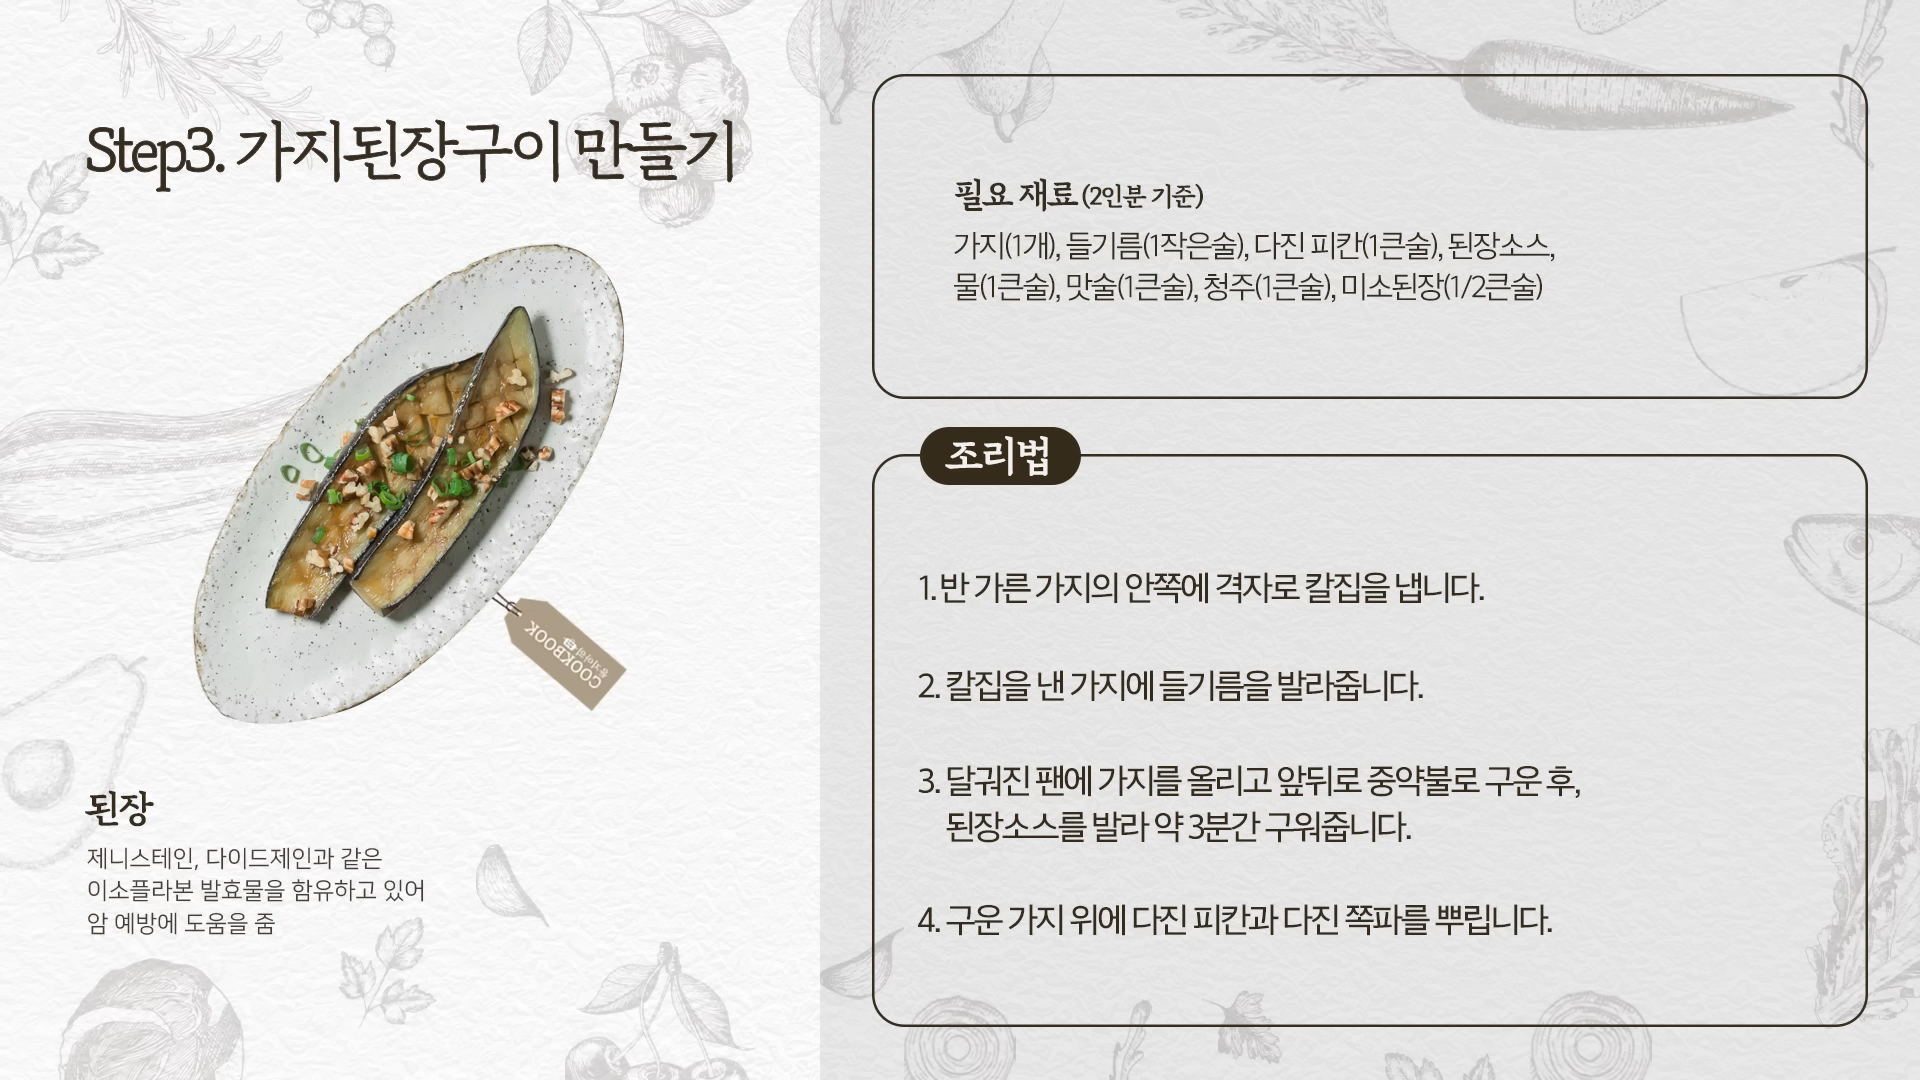 Step3. 가지된장구이 만들기
COOKBOOK
된장
제니스테인, 다이드제인과 같은
이소플라본 발효물을 함유하고 있어
암 예방에 도움을 줌
필요 재료 (2인분 기준)
가지(1개), 들기름(1작은술), 다진 피칸(1큰술), 된장소스,
물(1큰술), 맛술(1큰술), 청주(1큰술), 미소된장(1/2큰술)
조리법
1. 반 가른 가지의 안쪽에 격자로 칼집을 냅니다.
2. 칼집을 낸 가지에 들기름을 발라줍니다.
3. 달궈진 팬에 가지를 올리고 앞뒤로 중약불로 구운 후,
된장소스를 발라 약 3분간 구워줍니다.
4. 구운 가지 위에 다진 피칸과 다진 쪽파를 뿌립니다.